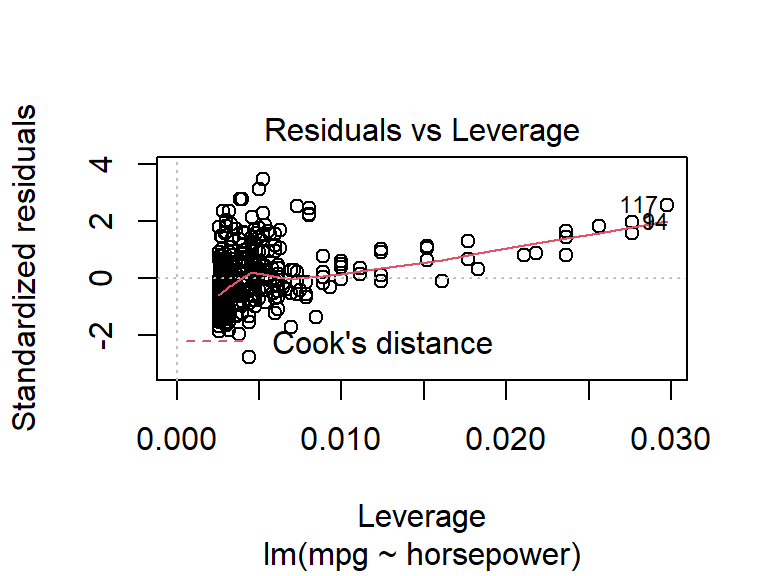 Residuals vs Leverage
Standardized residuals
4
2
0
-2
117
94
Cook's distance
0.000 0.010 0.020 0.030
Leverage
lm(mpg ~ horsepower)